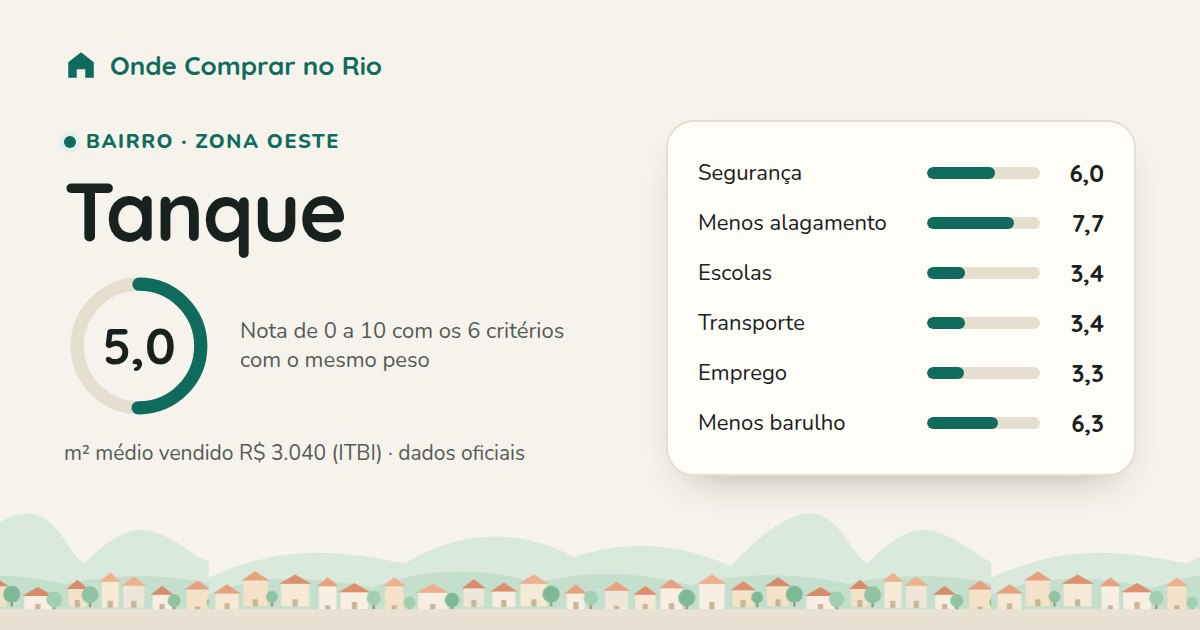 Onde Comprar no Rio
BAIRRO · ZONA OESTE
Tanque
5,0
Nota de 0 a 10 com os 6 critérios
com o mesmo peso
m² médio vendido R$ 3.040 (ITBI) · dados oficiais
Segurança 6,0
Menos alagamento 7,7
Escolas 3,4
Transporte 3,4
Emprego 3,3
Menos barulho 6,3